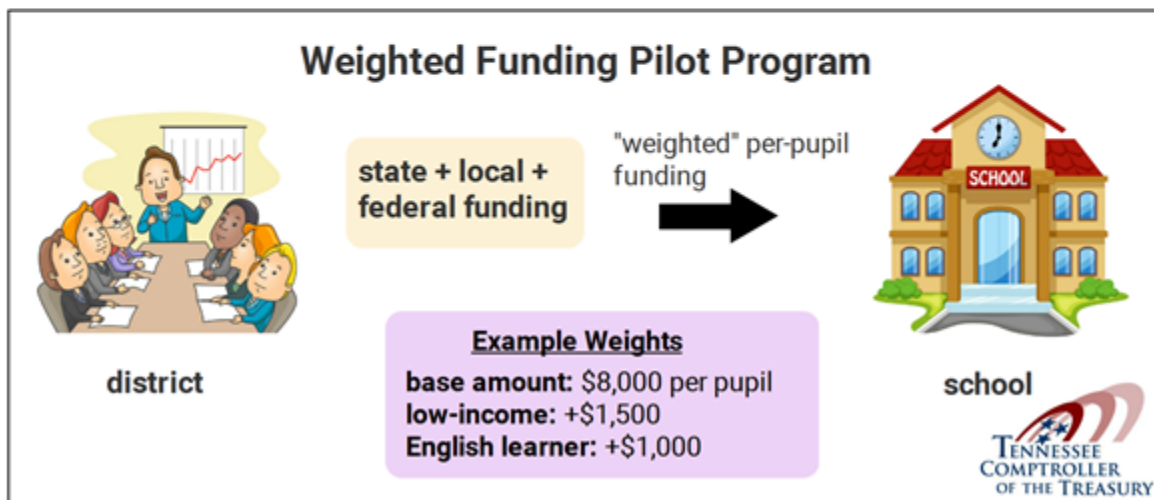 Weighted Funding Pilot Program
state + local +
federal funding
"weighted" per-pupil
funding
SCHOOL
Example Weights
base amount: $8,000 per pupil
low-income: +$1,500
English learner: +$1,000
district
school
TENNESSEE
COMPTROLLER
OF THE TREASURY